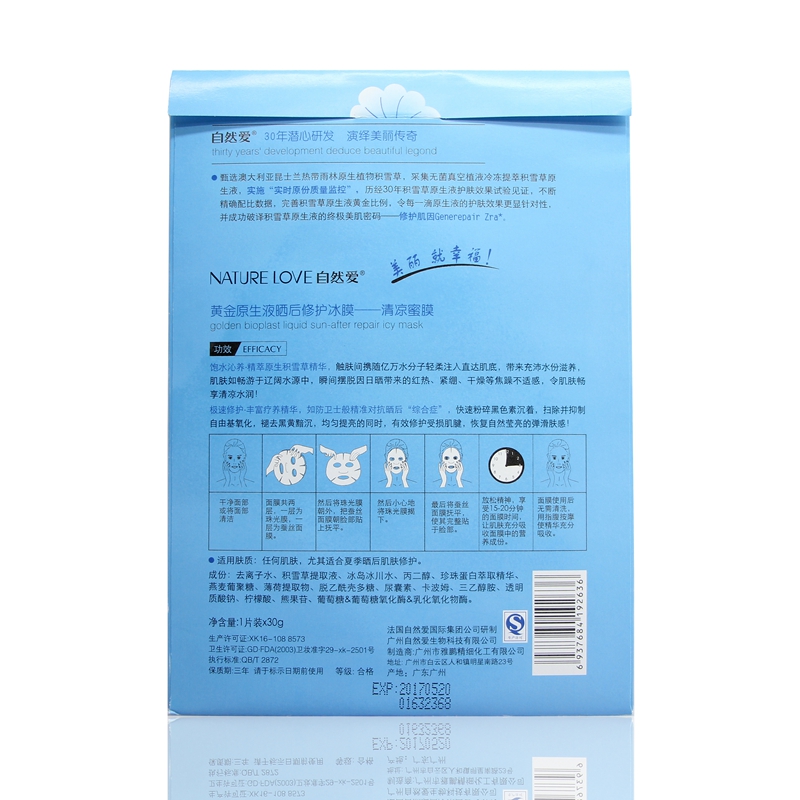 自然爱® 30年潜心研发 演绎美丽传奇
thirty years' development deduce beautiful legond
● 甄选澳大利亚昆士兰热带雨林原生植物积雪草，采集无菌真空植液冷冻提萃积雪草原
生液，实施“实时原份质量监控”，历经30年积雪草原生液护肤效果试验见证，不断
精确配比数据，完善积雪草原生液黄金比例，令每一滴原生液的护肤效果更显针对性，
并成功破译积雪草原生液的终极美肌密码——修护肌因Generepair Zra®。
美丽 就幸福！
NATURE LOVE 自然爱®
黄金原生液晒后修护冰膜——清凉蜜膜
golden bioplast liquid sun-after repair icy mask
功效 EFFICACY
饱水沁养·精萃原生积雪草精华，触肤间携随亿万水分子轻柔注入直达肌底，带来充沛水份滋养，
肌肤如畅游于辽阔水源中，瞬间摆脱因日晒带来的红热、紧绷、干燥等焦躁不适感，令肌肤畅
享清凉水润！
极速修护·丰富疗养精华，如防卫士般精准对抗晒后“综合症”，快速粉碎黑色素沉着，扫除并抑制
自由基氧化，褪去黑黄黯沉，均匀提亮的同时，有效修护受损肌腱，恢复自然莹亮的弹滑肤感！
干净面部
或将面部
清洁
面膜共两
层，一层为
珠光膜，一
层为蚕丝面
膜。
然后将珠光膜
朝外，把蚕丝
面膜朝脸部贴
上抚平。
然后小心地
将珠光膜揭
下。
最后将蚕丝
面膜抚平，
使其完整贴
于脸部。
放松精神，享
受15-20分钟
的面膜时间，
让肌肤充分吸
收面膜中的营
养成份。
面膜使用后
无需清洗，
用指腹按摩
使精华充分
吸收。
● 适用肤质：任何肌肤，尤其适合夏季晒后肌肤修护。
成份：去离子水、积雪草提取液、冰岛冰川水、丙二醇、珍珠蛋白萃取精华、
燕麦葡聚糖、薄荷提取物、脱乙酰壳多糖、尿囊素、卡波姆、三乙醇胺、透明
质酸钠、柠檬酸、熊果苷、葡萄糖&葡萄糖氧化酶&乳化氧化物酶。
净含量:1片装x30g
生产许可证:XK16-108 8573
卫生许可证:GD·FDA(2003)卫妆准字29-xk-2501号
执行标准:QB/T 2872
保质期:三年 请于标示日期前使用 等级: 合格
法国自然爱国际集团公司研制
广州自然爱生物科技有限公司
制造商:广州市雅鹏精细化工有限公司
地址: 广州市白云区人和镇明星南路23号
产地: 广东广州
QS
6937684192636
EXP:20170520
01632368